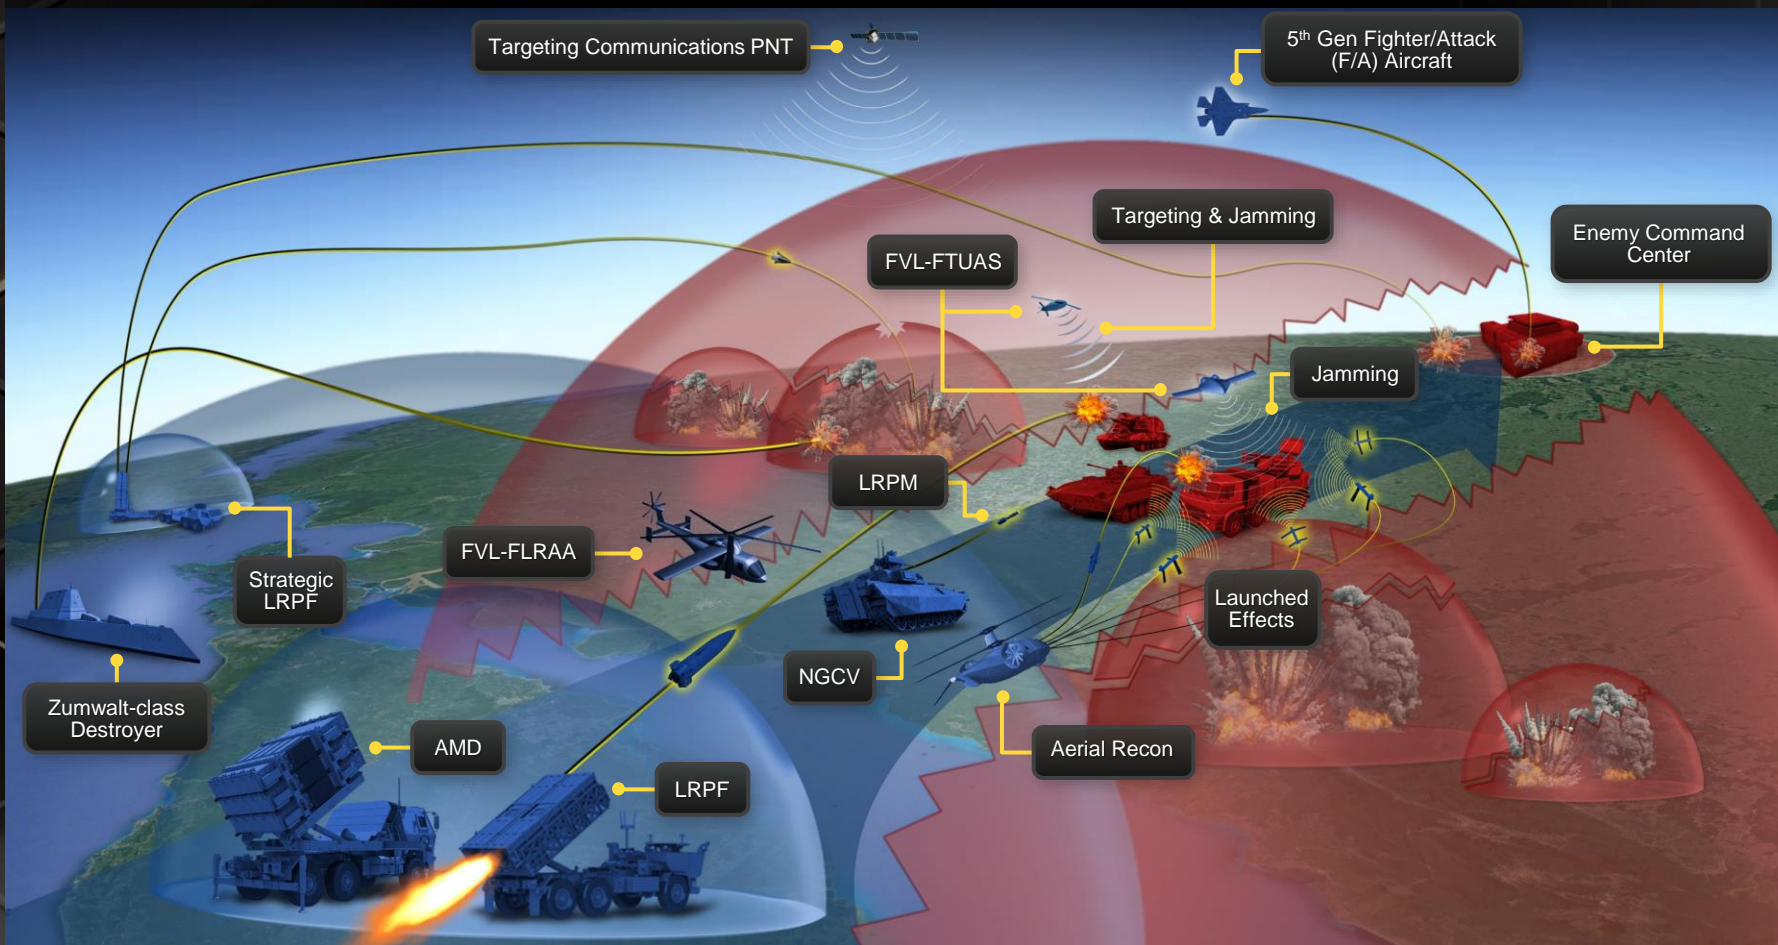 Targeting Communications PNT
5th Gen Fighter/Attack
(F/A) Aircraft
Targeting & Jamming
Enemy Command
Center
FVL-FTUAS
Jamming
LRPM
FVL-FLRAA
Strategic
LRPF
Launched
Effects
NGCV
Zumwalt-class
Destroyer
AMD
Aerial Recon
LRPF